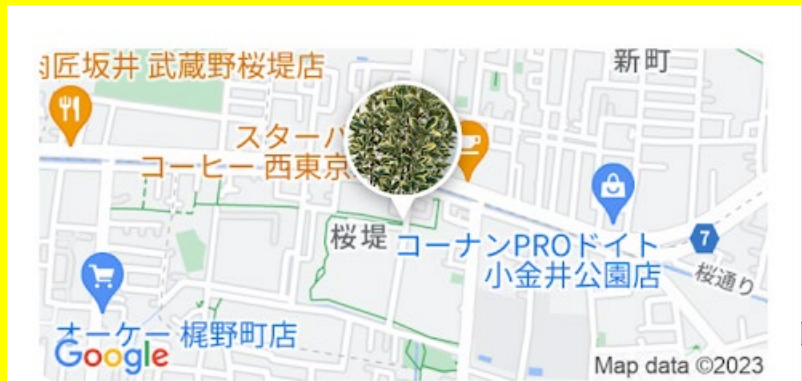 新町
匠坂井 武蔵野桜堤店
スターバ
コーヒー 西東京
桜堤
コーナンPROドイト
小金井公園店
7
桜通り
オーケー 梶野町店
Google
Map data ©2023